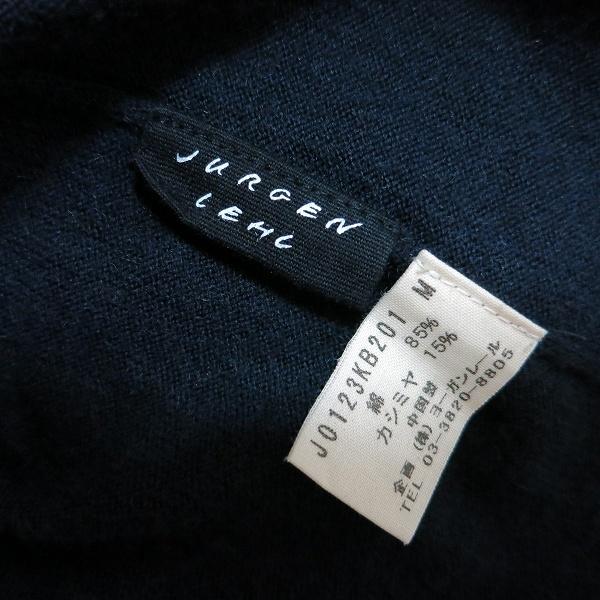 JURGEN
LEHL
J0123KB201 M
綿 85%
カシミヤ 15%
中国製
企画 (株)ヨーガンレール
TEL 03-3820-8805